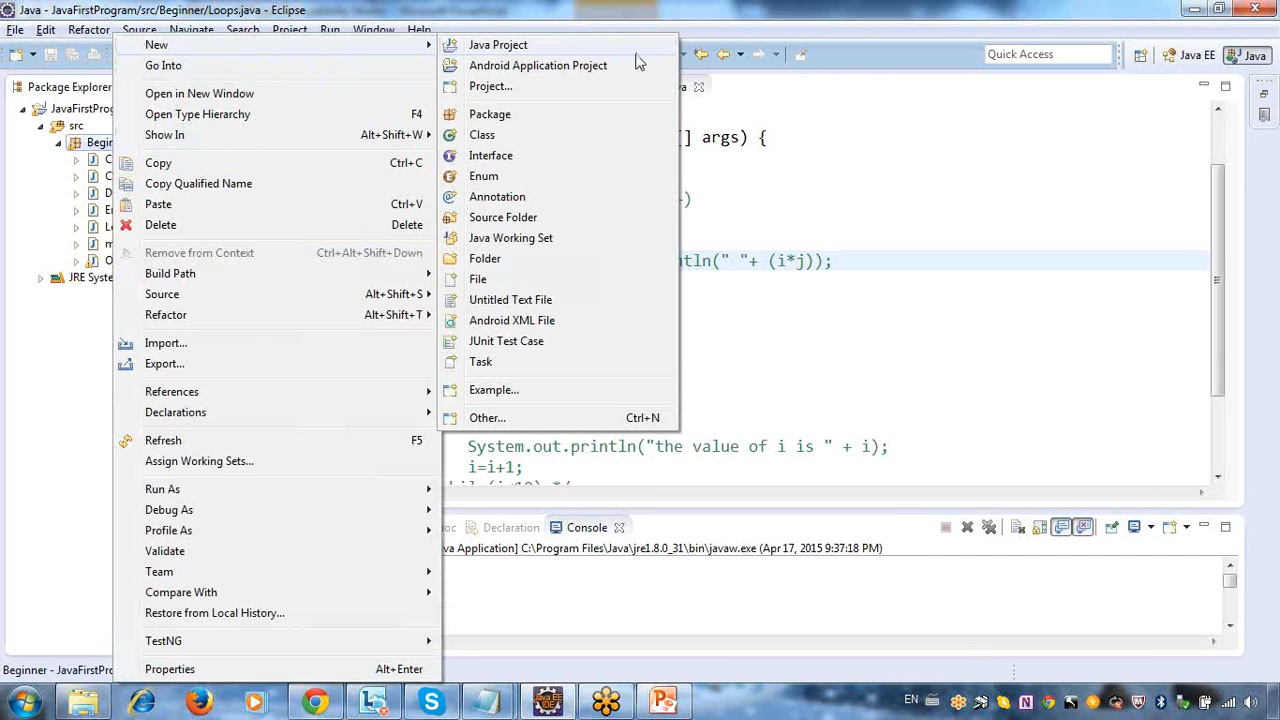 Java - JavaFirstProgram/src/Beginner/Loops.java - Eclipse
File Edit Refactor Source Navigate Search Project Run Window Help
Quick Access
Java EE
Java
Package Explorer
JavaFirstProg
src
Begin
JRE System
New
Go Into
Open in New Window
Open Type Hierarchy F4
Show In Alt+Shift+W
Copy Ctrl+C
Copy Qualified Name
Paste Ctrl+V
Delete Delete
Remove from Context Ctrl+Alt+Shift+Down
Build Path
Source Alt+Shift+S
Refactor Alt+Shift+T
Import...
Export...
References
Declarations
Refresh F5
Assign Working Sets...
Run As
Debug As
Profile As
Validate
Team
Compare With
Restore from Local History...
TestNG
Properties Alt+Enter
Java Project
Android Application Project
Project...
Package
Class
Interface
Enum
Annotation
Source Folder
Java Working Set
Folder
File
Untitled Text File
Android XML File
JUnit Test Case
Task
Example...
Other... Ctrl+N
[] args) {
ntln(" "+ (i*j));
System.out.println("the value of i is " + i);
i=i+1;
oc Declaration Console
va Application] C:\Program Files\Java\jre1.8.0_31\bin\javaw.exe (Apr 17, 2015 9:37:18 PM)
Beginner - JavaFirstPro
EN